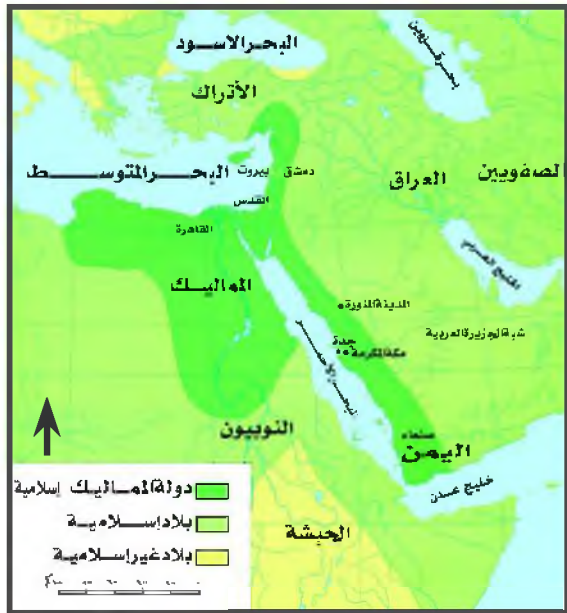 البحر الاسود
بحر قزوين
الأتراك
البحر المتوسط
بيروت
دمشق
القدس
العراق
الصفويين
القاهرة
الخليج العربي
المماليك
المدينة المنورة
جدة
مكة المكرمة
شبة الجزيرة العربية
البحر الأحمر
النوبيون
صنعاء
اليمن
خليج عدن
الحبشة
دولة المماليك إسلامية
بلاد إسلامية
بلاد غير إسلامية